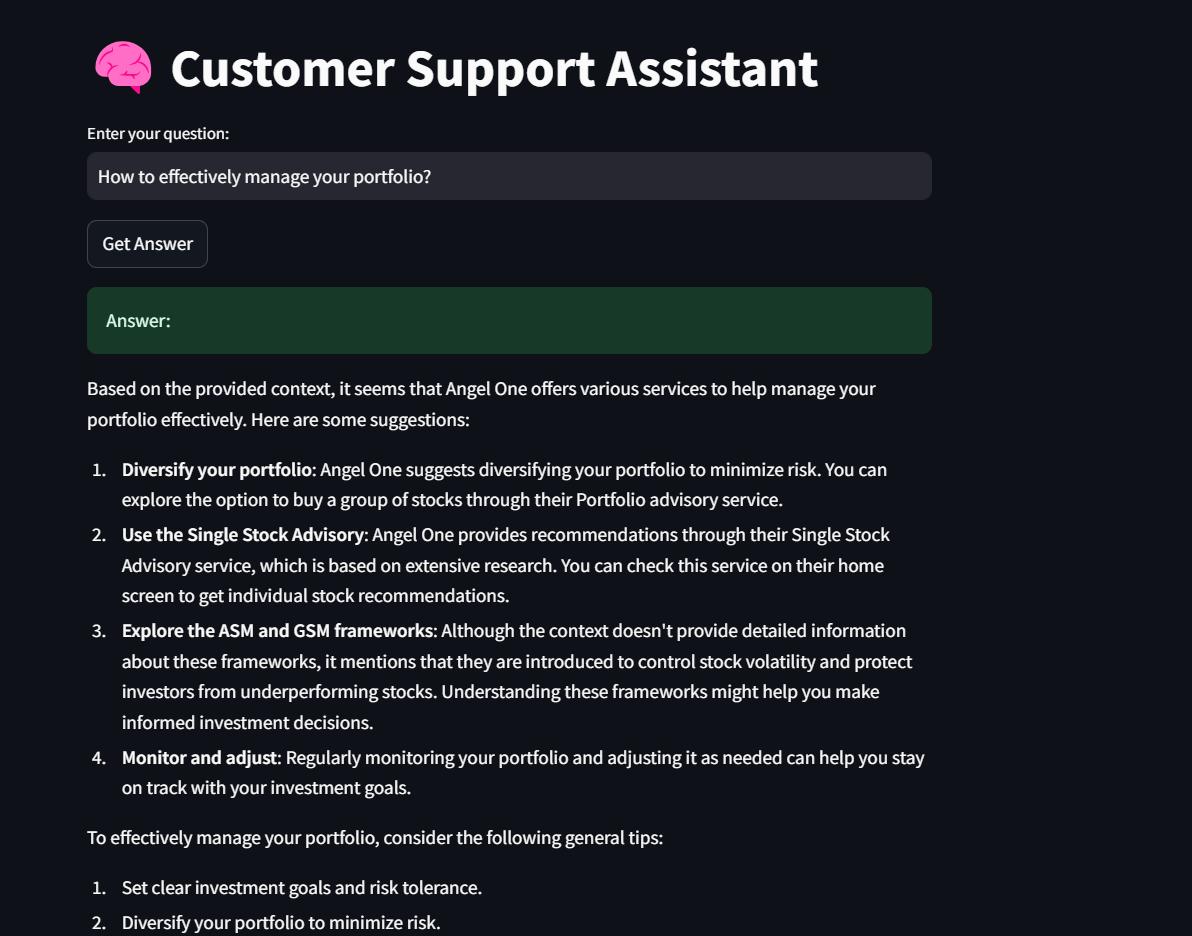 Customer Support Assistant
Enter your question:
How to effectively manage your portfolio?
Get Answer
Answer:
Based on the provided context, it seems that Angel One offers various services to help manage your
portfolio effectively. Here are some suggestions:
1. Diversify your portfolio: Angel One suggests diversifying your portfolio to minimize risk. You can
explore the option to buy a group of stocks through their Portfolio advisory service.
2. Use the Single Stock Advisory: Angel One provides recommendations through their Single Stock
Advisory service, which is based on extensive research. You can check this service on their home
screen to get individual stock recommendations.
3. Explore the ASM and GSM frameworks: Although the context doesn't provide detailed information
about these frameworks, it mentions that they are introduced to control stock volatility and protect
investors from underperforming stocks. Understanding these frameworks might help you make
informed investment decisions.
4. Monitor and adjust: Regularly monitoring your portfolio and adjusting it as needed can help you stay
on track with your investment goals.
To effectively manage your portfolio, consider the following general tips:
1. Set clear investment goals and risk tolerance.
2. Diversify your portfolio to minimize risk.